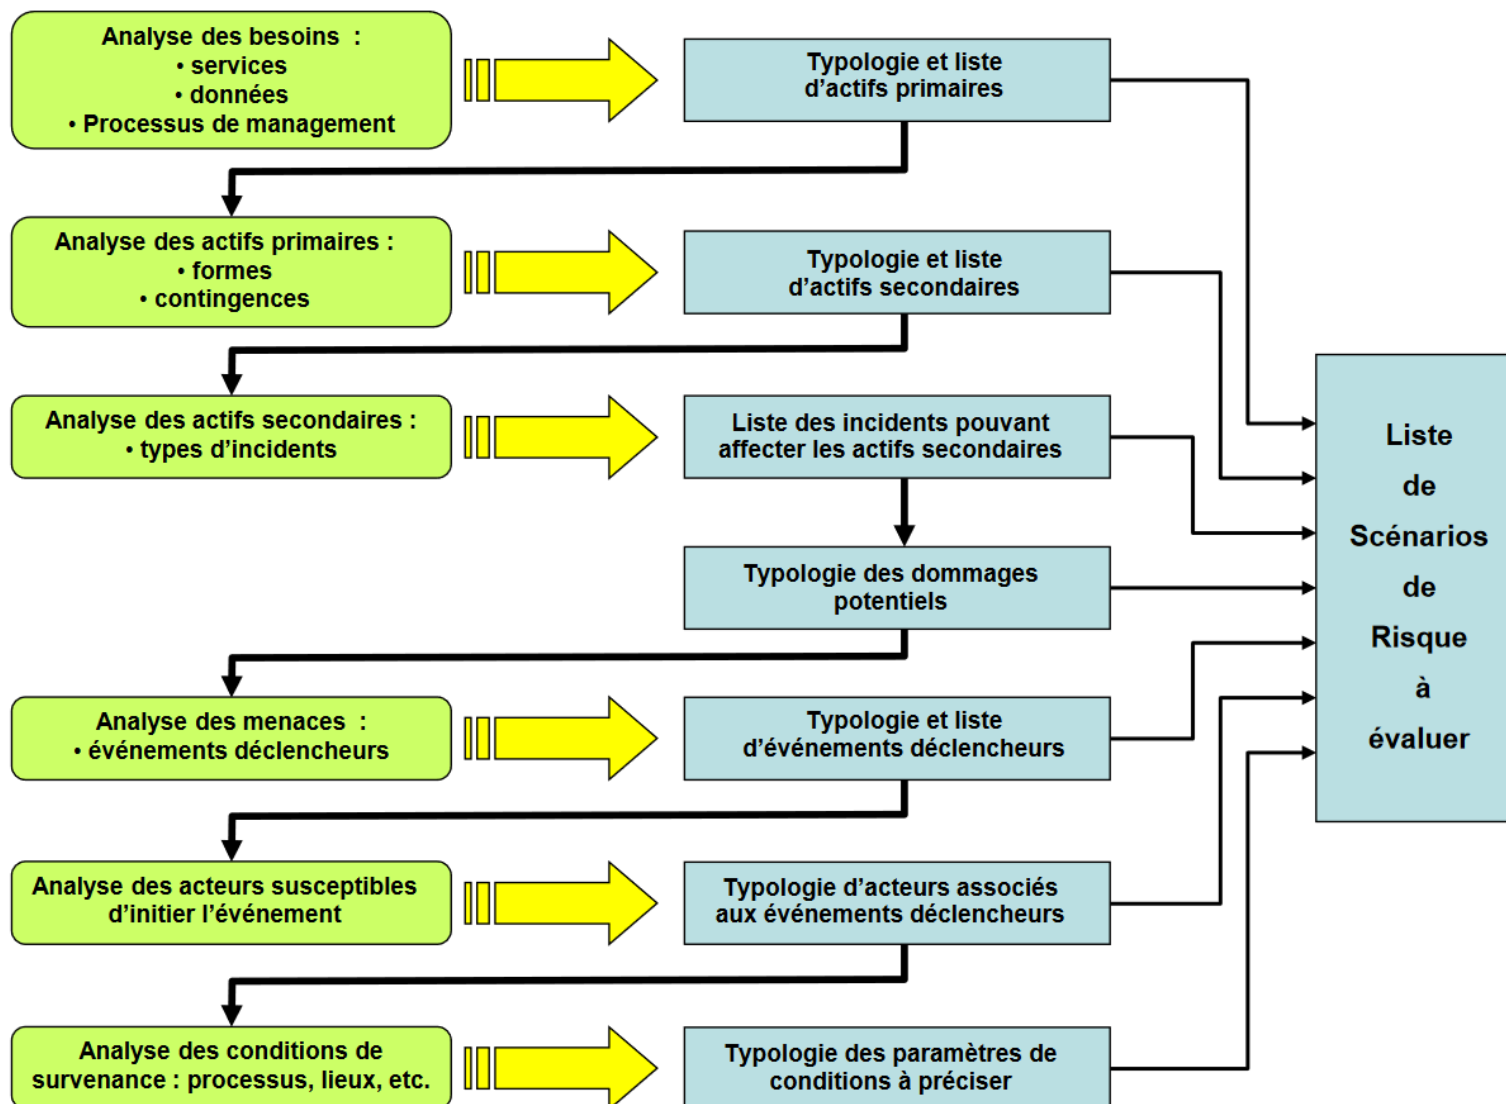 Analyse des besoins :
• services
• données
• Processus de management
Typologie et liste
d'actifs primaires
Analyse des actifs primaires :
• formes
• contingences
Typologie et liste
d'actifs secondaires
Analyse des actifs secondaires :
• types d'incidents
Liste des incidents pouvant
affecter les actifs secondaires
Typologie des dommages
potentiels
Analyse des menaces :
• événements déclencheurs
Typologie et liste
d'événements déclencheurs
Analyse des acteurs susceptibles
d'initier l'événement
Typologie d'acteurs associés
aux événements déclencheurs
Analyse des conditions de
survenance : processus, lieux, etc.
Typologie des paramètres de
conditions à préciser
Liste
de
Scénarios
de
Risque
à
évaluer